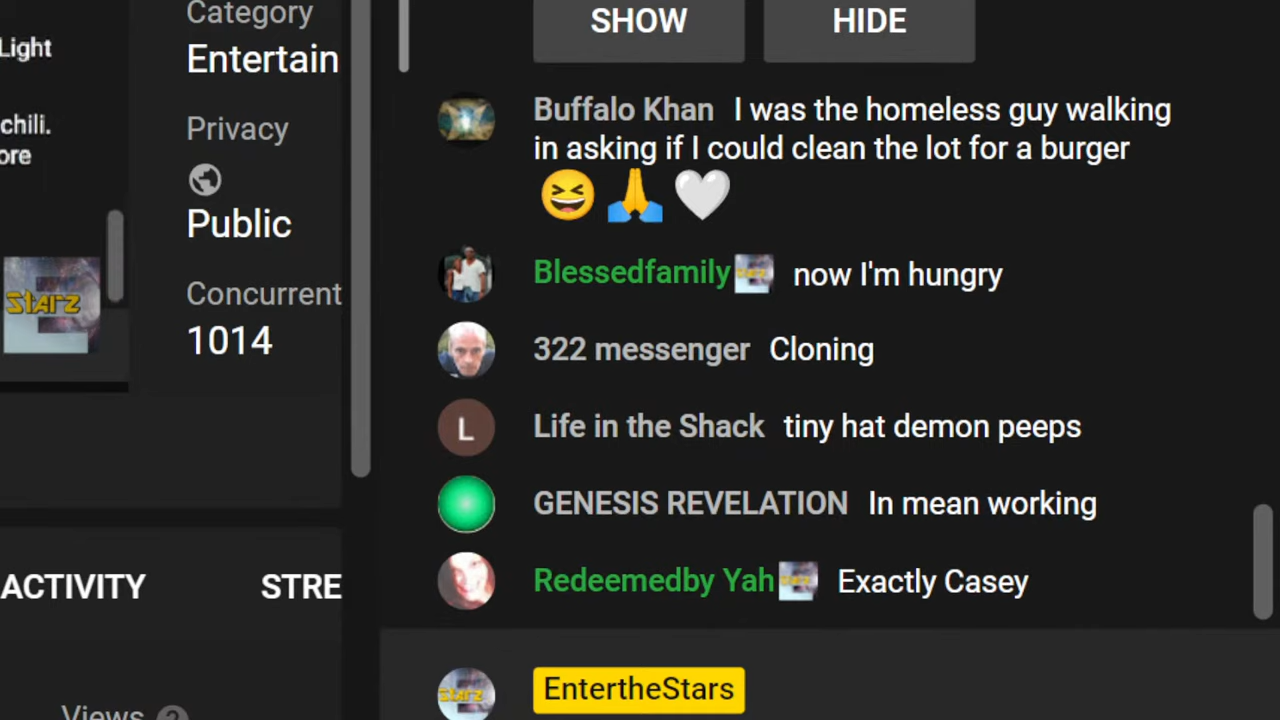 Light
chili.
ore
Starz
Category
Entertain
Privacy
Public
Concurrent
1014
ACTIVITY STRE
Views ?
SHOW HIDE
Buffalo Khan I was the homeless guy walking
in asking if I could clean the lot for a burger
😆🙏🤍
Blessedfamily now I'm hungry
322 messenger Cloning
L Life in the Shack tiny hat demon peeps
GENESIS REVELATION In mean working
Redeemedby Yah Exactly Casey
Starz EntertheStars